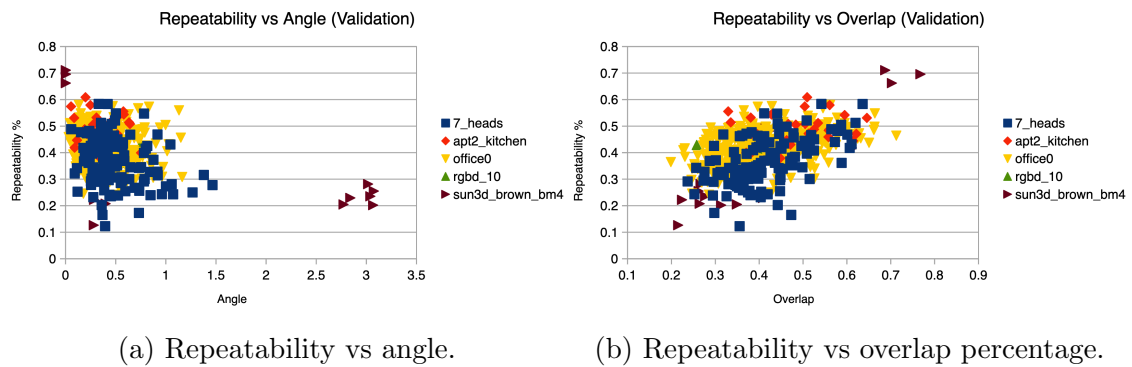 Repeatability vs Angle (Validation)
0.8
0.7
0.6
0.5
0.4
0.3
0.2
0.1
0
Repeatability %
0 0.5 1 1.5 2 2.5 3 3.5
Angle
7_heads
apt2_kitchen
office0
rgbd_10
sun3d_brown_bm4
(a) Repeatability vs angle.
Repeatability vs Overlap (Validation)
0.8
0.7
0.6
0.5
0.4
0.3
0.2
0.1
0
Repeatability %
0.1 0.2 0.3 0.4 0.5 0.6 0.7 0.8 0.9
Overlap
7_heads
apt2_kitchen
office0
rgbd_10
sun3d_brown_bm4
(b) Repeatability vs overlap percentage.